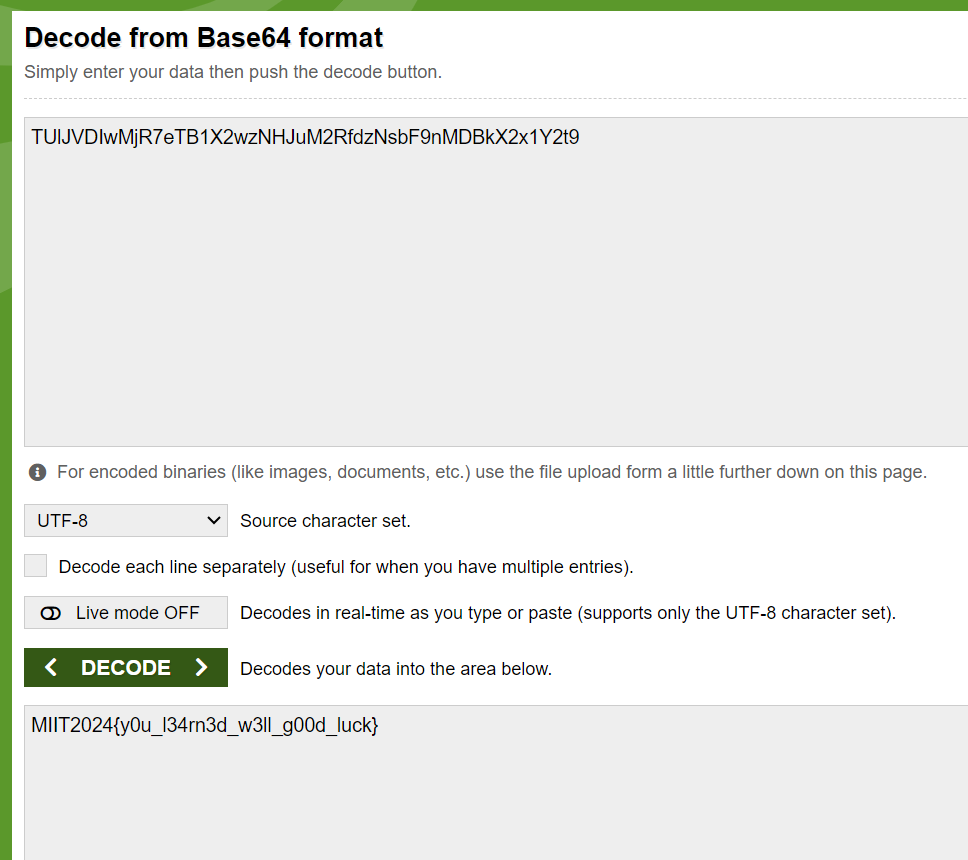 Decode from Base64 format
Simply enter your data then push the decode button.
TUlJVDIwMjR7eTB1X2wzNHJuM2RfdzNsbF9nMDBkX2x1Y2t9
For encoded binaries (like images, documents, etc.) use the file upload form a little further down on this page.
UTF-8 Source character set.
Decode each line separately (useful for when you have multiple entries).
Live mode OFF Decodes in real-time as you type or paste (supports only the UTF-8 character set).
DECODE Decodes your data into the area below.
MIIT2024{y0u_l34rn3d_w3ll_g00d_luck}